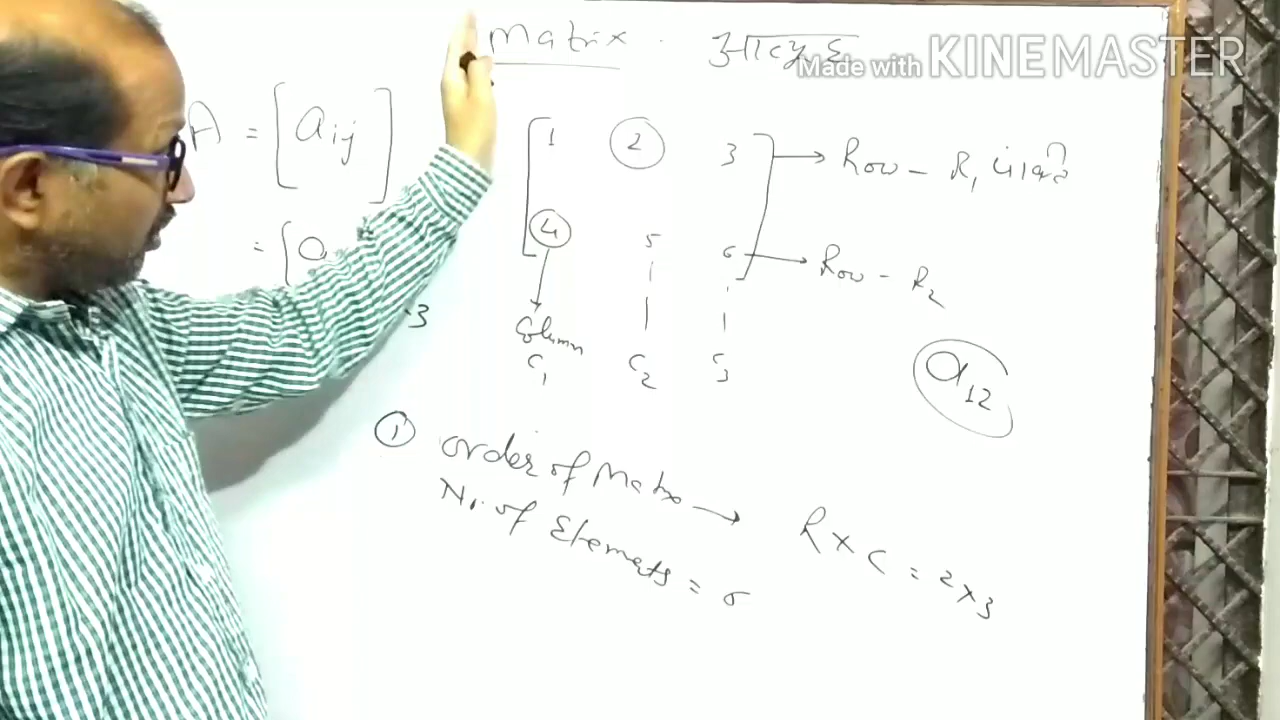 Matrix
Made with KINEMASTER
A = [aij]
= [a
3
[1 2 3] → Row - R1
4 5 6 → Row - R2
Column
C1 C2 C3
a12
① order of Matrix → R × C = 2 × 3
No. of Elements = 6